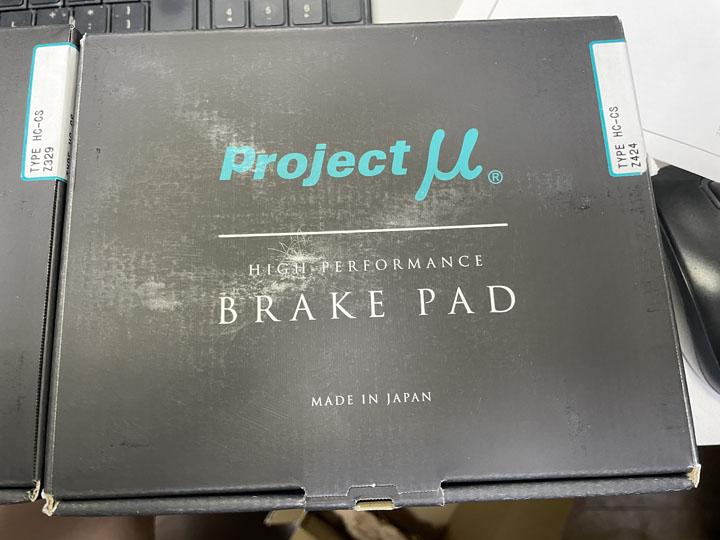 TYPE HC-CS
Z329
Project μ®
HIGH PERFORMANCE
BRAKE PAD
MADE IN JAPAN
TYPE HC-CS
Z424